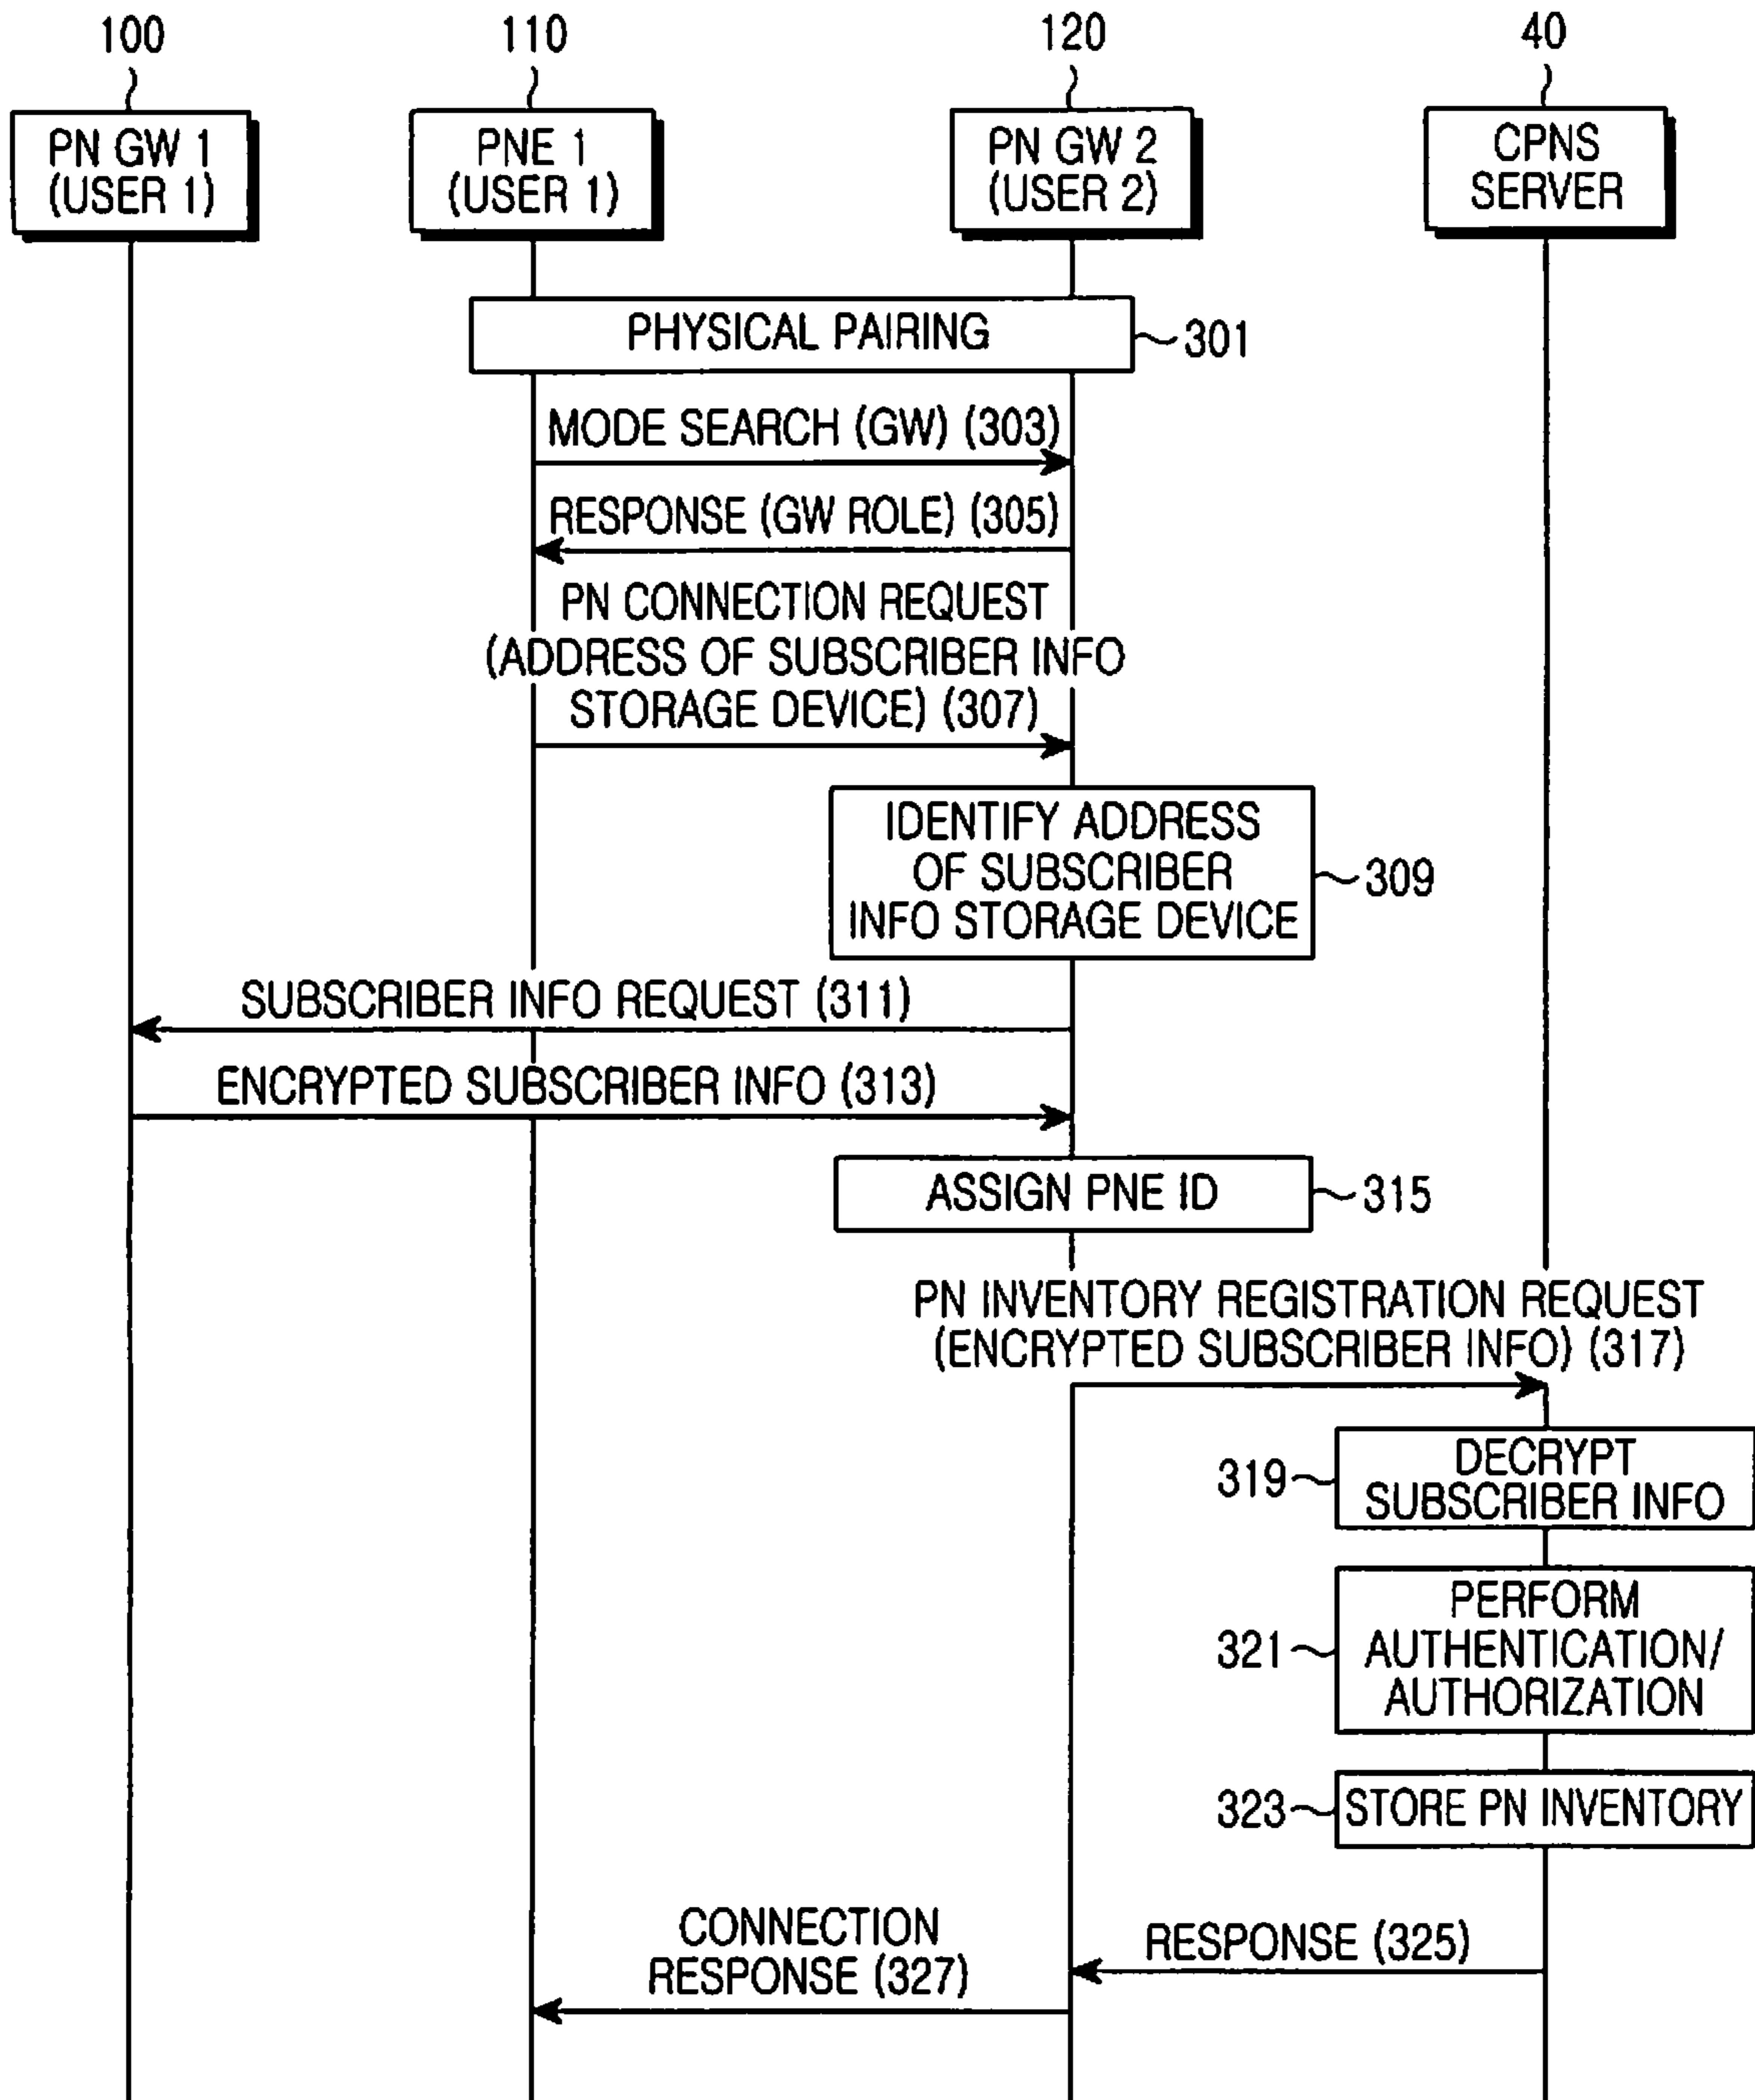 100
110
120
40
PN GW 1
(USER 1)
PNE 1
(USER 1)
PN GW 2
(USER 2)
CPNS
SERVER
PHYSICAL PAIRING
301
MODE SEARCH (GW) (303)
RESPONSE (GW ROLE) (305)
PN CONNECTION REQUEST
(ADDRESS OF SUBSCRIBER INFO
STORAGE DEVICE) (307)
IDENTIFY ADDRESS
OF SUBSCRIBER
INFO STORAGE DEVICE
309
SUBSCRIBER INFO REQUEST (311)
ENCRYPTED SUBSCRIBER INFO (313)
ASSIGN PNE ID
315
PN INVENTORY REGISTRATION REQUEST
(ENCRYPTED SUBSCRIBER INFO) (317)
319
DECRYPT
SUBSCRIBER INFO
321
PERFORM
AUTHENTICATION/
AUTHORIZATION
323
STORE PN INVENTORY
RESPONSE (325)
CONNECTION
RESPONSE (327)